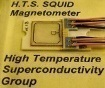 H.T.S. SQUID
Magnetometer
High Temperature
Superconductivity
Group